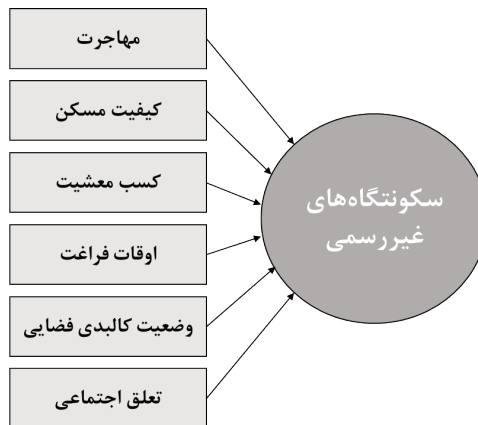 مهاجرت
کیفیت مسکن
کسب معشیت
اوقات فراغت
وضعیت کالبدی فضایی
تعلق اجتماعی
سکونتگاه‌های
غیررسمی